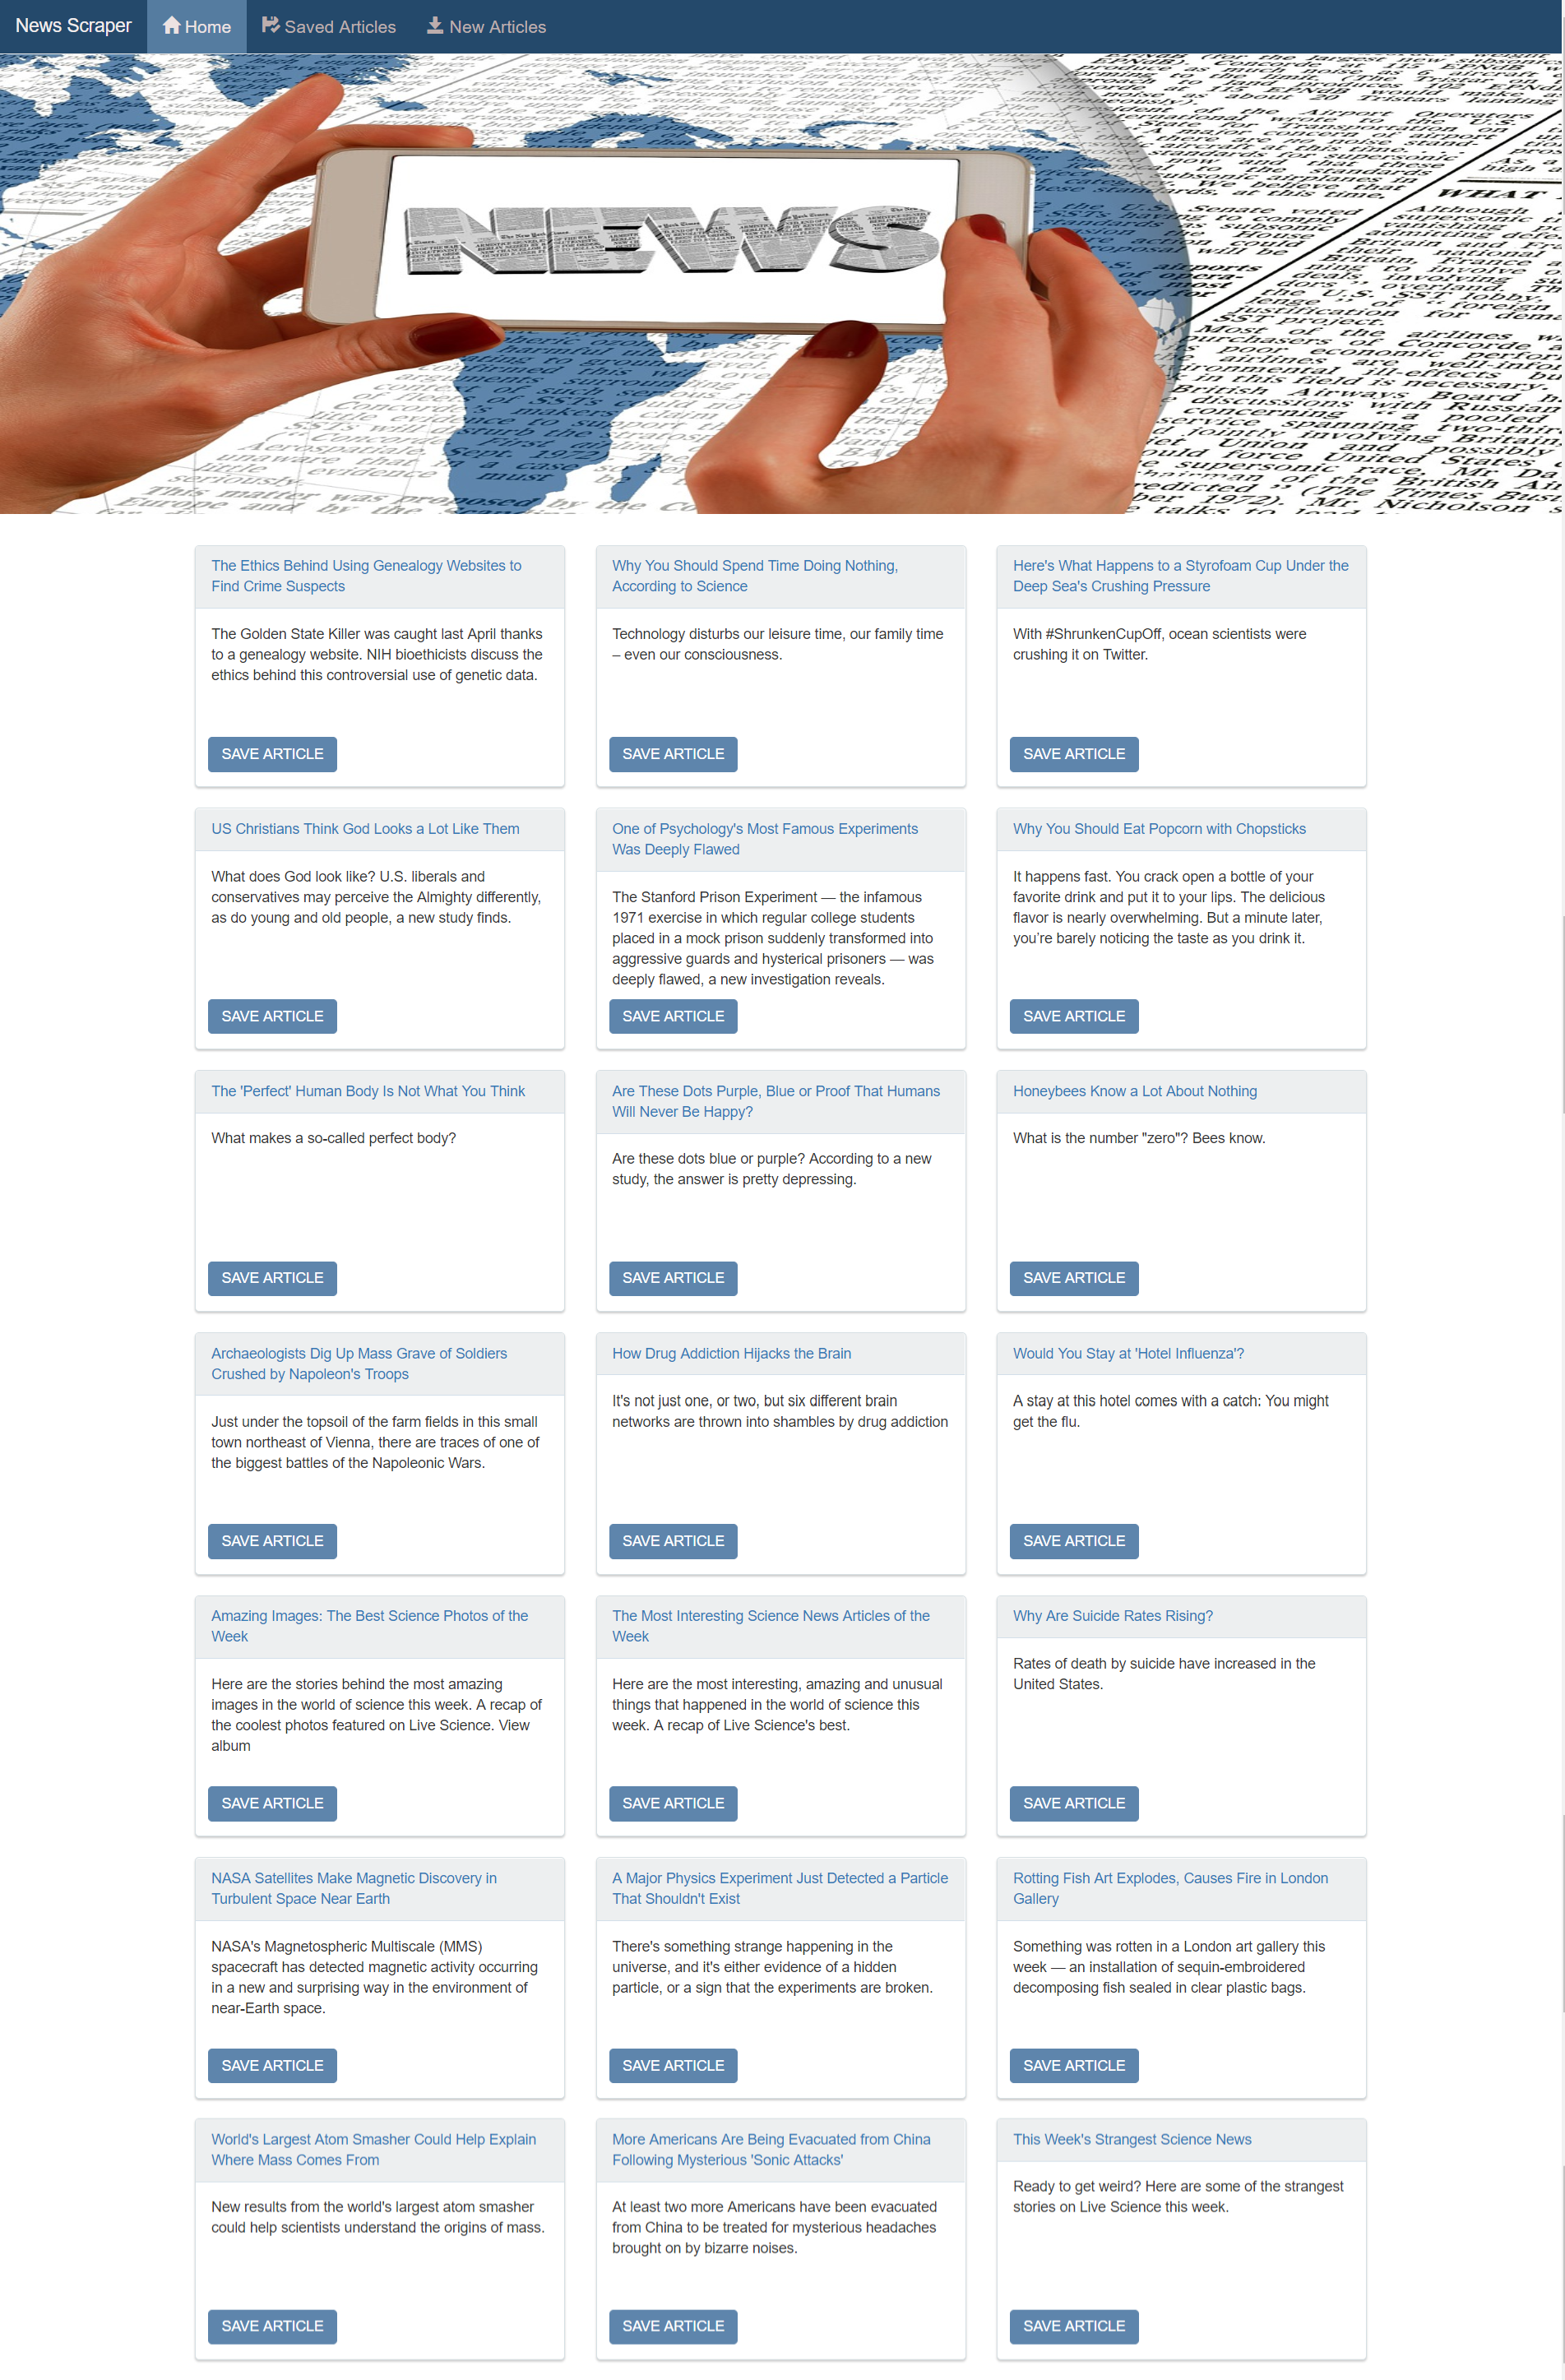 News Scraper
Home
Saved Articles
New Articles
NEWS
WHAT
The Ethics Behind Using Genealogy Websites to
Find Crime Suspects
The Golden State Killer was caught last April thanks
to a genealogy website. NIH bioethicists discuss the
ethics behind this controversial use of genetic data.
SAVE ARTICLE
Why You Should Spend Time Doing Nothing,
According to Science
Technology disturbs our leisure time, our family time
– even our consciousness.
SAVE ARTICLE
Here's What Happens to a Styrofoam Cup Under the
Deep Sea's Crushing Pressure
With #ShrunkenCupOff, ocean scientists were
crushing it on Twitter.
SAVE ARTICLE
US Christians Think God Looks a Lot Like Them
What does God look like? U.S. liberals and
conservatives may perceive the Almighty differently,
as do young and old people, a new study finds.
SAVE ARTICLE
One of Psychology's Most Famous Experiments
Was Deeply Flawed
The Stanford Prison Experiment — the infamous
1971 exercise in which regular college students
placed in a mock prison suddenly transformed into
aggressive guards and hysterical prisoners — was
deeply flawed, a new investigation reveals.
SAVE ARTICLE
Why You Should Eat Popcorn with Chopsticks
It happens fast. You crack open a bottle of your
favorite drink and put it to your lips. The delicious
flavor is nearly overwhelming. But a minute later,
you’re barely noticing the taste as you drink it.
SAVE ARTICLE
The 'Perfect' Human Body Is Not What You Think
What makes a so-called perfect body?
SAVE ARTICLE
Are These Dots Purple, Blue or Proof That Humans
Will Never Be Happy?
Are these dots blue or purple? According to a new
study, the answer is pretty depressing.
SAVE ARTICLE
Honeybees Know a Lot About Nothing
What is the number "zero"? Bees know.
SAVE ARTICLE
Archaeologists Dig Up Mass Grave of Soldiers
Crushed by Napoleon's Troops
Just under the topsoil of the farm fields in this small
town northeast of Vienna, there are traces of one of
the biggest battles of the Napoleonic Wars.
SAVE ARTICLE
How Drug Addiction Hijacks the Brain
It's not just one, or two, but six different brain
networks are thrown into shambles by drug addiction
SAVE ARTICLE
Would You Stay at 'Hotel Influenza'?
A stay at this hotel comes with a catch: You might
get the flu.
SAVE ARTICLE
Amazing Images: The Best Science Photos of the
Week
Here are the stories behind the most amazing
images in the world of science this week. A recap of
the coolest photos featured on Live Science. View
album
SAVE ARTICLE
The Most Interesting Science News Articles of the
Week
Here are the most interesting, amazing and unusual
things that happened in the world of science this
week. A recap of Live Science's best.
SAVE ARTICLE
Why Are Suicide Rates Rising?
Rates of death by suicide have increased in the
United States.
SAVE ARTICLE
NASA Satellites Make Magnetic Discovery in
Turbulent Space Near Earth
NASA's Magnetospheric Multiscale (MMS)
spacecraft has detected magnetic activity occurring
in a new and surprising way in the environment of
near-Earth space.
SAVE ARTICLE
A Major Physics Experiment Just Detected a Particle
That Shouldn't Exist
There's something strange happening in the
universe, and it's either evidence of a hidden
particle, or a sign that the experiments are broken.
SAVE ARTICLE
Rotting Fish Art Explodes, Causes Fire in London
Gallery
Something was rotten in a London art gallery this
week — an installation of sequin-embroidered
decomposing fish sealed in clear plastic bags.
SAVE ARTICLE
World's Largest Atom Smasher Could Help Explain
Where Mass Comes From
New results from the world's largest atom smasher
could help scientists understand the origins of mass.
SAVE ARTICLE
More Americans Are Being Evacuated from China
Following Mysterious 'Sonic Attacks'
At least two more Americans have been evacuated
from China to be treated for mysterious headaches
brought on by bizarre noises.
SAVE ARTICLE
This Week's Strangest Science News
Ready to get weird? Here are some of the strangest
stories on Live Science this week.
SAVE ARTICLE